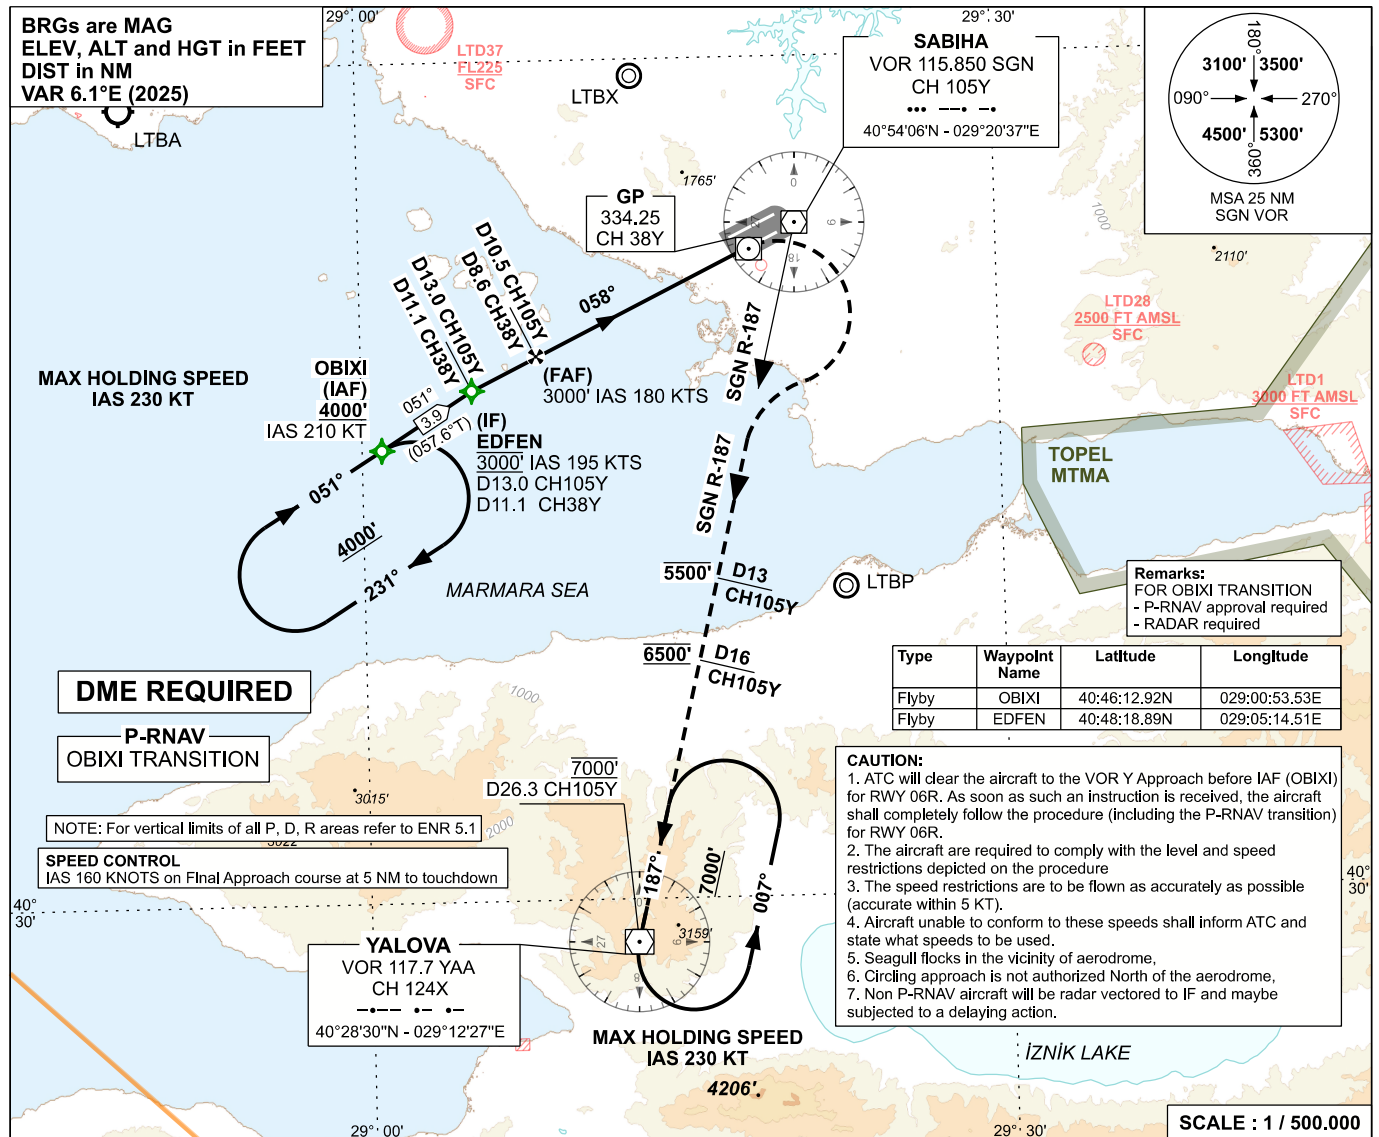 BRGs are MAG
ELEV, ALT and HGT in FEET
DIST in NM
VAR 6.1°E (2025)
29° 00'
29° 30'
LTD37
FL225
SFC
LTBX
LTBA
SABIHA
VOR 115.850 SGN
CH 105Y
40°54'06"N - 029°20'37"E
180°
3100' 3500'
090° 270°
4500' 5300'
360°
MSA 25 NM
SGN VOR
1765'
GP
334.25
CH 38Y
0
9
18
27
1000
2110'
LTD28
2500 FT AMSL
SFC
LTD1
3000 FT AMSL
SFC
D10.5 CH105Y
D8.6 CH38Y
D13.0 CH105Y
D11.1 CH38Y
058°
SGN R-187
MAX HOLDING SPEED
IAS 230 KT
OBIXI
(IAF)
4000'
IAS 210 KT
051°
3.9
(057.6°T)
(FAF)
3000' IAS 180 KTS
(IF)
EDFEN
3000' IAS 195 KTS
D13.0 CH105Y
D11.1 CH38Y
051°
4000'
231°
SGN R-187
TOPEL
MTMA
MARMARA SEA
5500' D13
CH105Y
LTBP
Remarks:
FOR OBIXI TRANSITION
- P-RNAV approval required
- RADAR required
6500' D16
CH105Y
Type Waypoint Name Latitude Longitude
Flyby OBIXI 40:46:12.92N 029:00:53.53E
Flyby EDFEN 40:48:18.89N 029:05:14.51E
DME REQUIRED
1000
P-RNAV
OBIXI TRANSITION
7000'
D26.3 CH105Y
3015'
NOTE: For vertical limits of all P, D, R areas refer to ENR 5.1
2000
3022
SPEED CONTROL
IAS 160 KNOTS on Final Approach course at 5 NM to touchdown
CAUTION:
1. ATC will clear the aircraft to the VOR Y Approach before IAF (OBIXI)
for RWY 06R. As soon as such an instruction is received, the aircraft
shall completely follow the procedure (including the P-RNAV transition)
for RWY 06R.
2. The aircraft are required to comply with the level and speed
restrictions depicted on the procedure
3. The speed restrictions are to be flown as accurately as possible
(accurate within 5 KT).
4. Aircraft unable to conform to these speeds shall inform ATC and
state what speeds to be used.
5. Seagull flocks in the vicinity of aerodrome,
6. Circling approach is not authorized North of the aerodrome,
7. Non P-RNAV aircraft will be radar vectored to IF and maybe
subjected to a delaying action.
40°
30'
40°
30'
187°
7000'
007°
0
9
27
3159'
YALOVA
VOR 117.7 YAA
CH 124X
40°28'30"N - 029°12'27"E
MAX HOLDING SPEED
IAS 230 KT
4206'
İZNİK LAKE
29° 00'
29° 30'
SCALE : 1 / 500.000